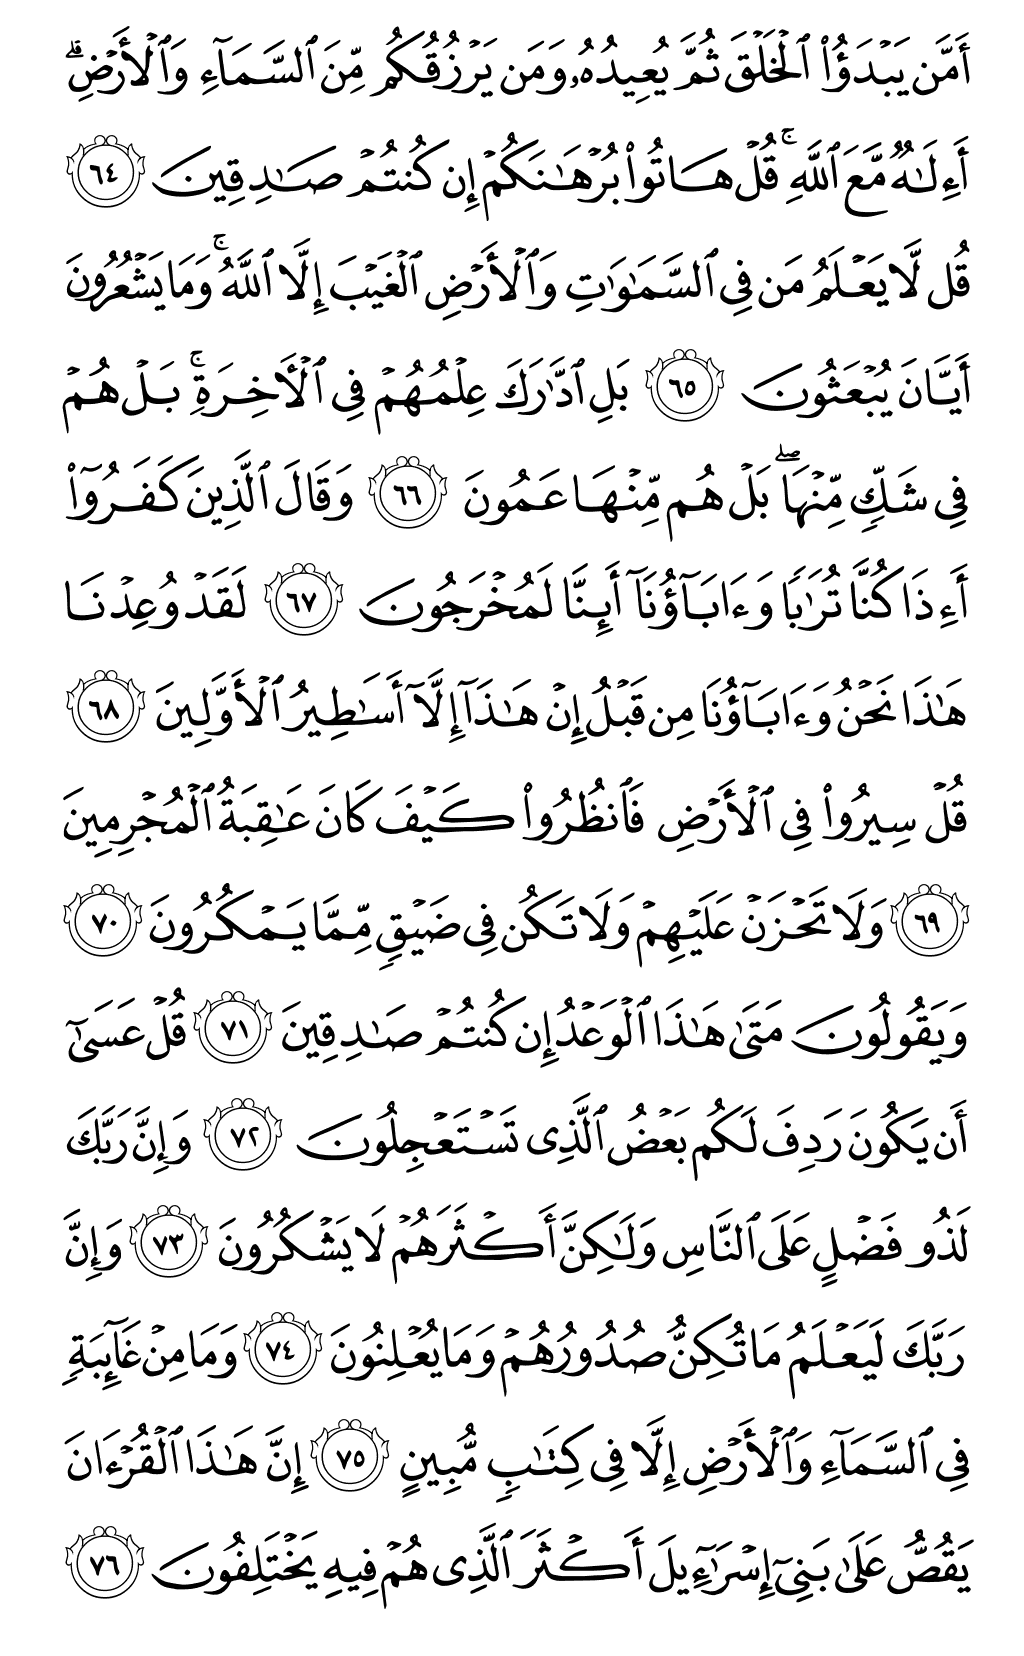 أَمَّن يَبْدَؤُا۟ ٱلْخَلْقَ ثُمَّ يُعِيدُهُۥ وَمَن يَرْزُقُكُم مِّنَ ٱلسَّمَآءِ وَٱلْأَرْضِ ۗ
أَءِلَـٰهٌ مَّعَ ٱللَّهِ ۚ قُلْ هَاتُوا۟ بُرْهَـٰنَكُمْ إِن كُنتُمْ صَـٰدِقِينَ ٦٤
قُل لَّا يَعْلَمُ مَن فِى ٱلسَّمَـٰوَٰتِ وَٱلْأَرْضِ ٱلْغَيْبَ إِلَّا ٱللَّهُ ۚ وَمَا يَشْعُرُونَ
أَيَّانَ يُبْعَثُونَ ٦٥ بَلِ ٱدَّٰرَكَ عِلْمُهُمْ فِى ٱلْـَٔاخِرَةِ ۚ بَلْ هُمْ
فِى شَكٍّ مِّنْهَا ۖ بَلْ هُم مِّنْهَا عَمُونَ ٦٦ وَقَالَ ٱلَّذِينَ كَفَرُوٓا۟
أَءِذَا كُنَّا تُرَٰبًا وَءَابَآؤُنَآ أَئِنَّا لَمُخْرَجُونَ ٦٧ لَقَدْ وُعِدْنَا
هَـٰذَا نَحْنُ وَءَابَآؤُنَا مِن قَبْلُ إِنْ هَـٰذَآ إِلَّآ أَسَـٰطِيرُ ٱلْأَوَّلِينَ ٦٨
قُلْ سِيرُوا۟ فِى ٱلْأَرْضِ فَٱنظُرُوا۟ كَيْفَ كَانَ عَـٰقِبَةُ ٱلْمُجْرِمِينَ
٦٩ وَلَا تَحْزَنْ عَلَيْهِمْ وَلَا تَكُن فِى ضَيْقٍ مِّمَّا يَمْكُرُونَ ٧٠
وَيَقُولُونَ مَتَىٰ هَـٰذَا ٱلْوَعْدُ إِن كُنتُمْ صَـٰدِقِينَ ٧١ قُلْ عَسَىٰٓ
أَن يَكُونَ رَدِفَ لَكُم بَعْضُ ٱلَّذِى تَسْتَعْجِلُونَ ٧٢ وَإِنَّ رَبَّكَ
لَذُو فَضْلٍ عَلَى ٱلنَّاسِ وَلَـٰكِنَّ أَكْثَرَهُمْ لَا يَشْكُرُونَ ٧٣ وَإِنَّ
رَبَّكَ لَيَعْلَمُ مَا تُكِنُّ صُدُورُهُمْ وَمَا يُعْلِنُونَ ٧٤ وَمَا مِنْ غَآئِبَةٍ
فِى ٱلسَّمَآءِ وَٱلْأَرْضِ إِلَّا فِى كِتَـٰبٍ مُّبِينٍ ٧٥ إِنَّ هَـٰذَا ٱلْقُرْءَانَ
يَقُصُّ عَلَىٰ بَنِىٓ إِسْرَٰٓءِيلَ أَكْثَرَ ٱلَّذِى هُمْ فِيهِ يَخْتَلِفُونَ ٧٦